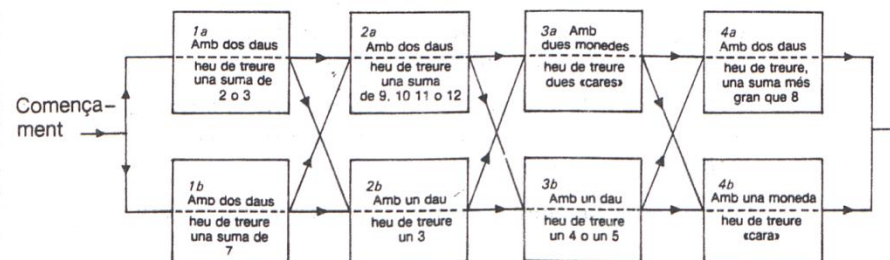 1a
Amb dos daus
heu de treure
una suma de
2 o 3
2a
Amb dos daus
heu de treure
una suma
de 9, 10 11 o 12
3a Amb
dues monedes
heu de treure
dues «cares»
4a
Amb dos daus
heu de treure,
una suma més
gran que 8
Comença-
ment
1b
Amb dos daus
heu de treure
una suma de
7
2b
Amb un dau
heu de treure
un 3
3b
Amb un dau
heu de treure
un 4 o un 5
4b
Amb una moneda
heu de treure
«cara»